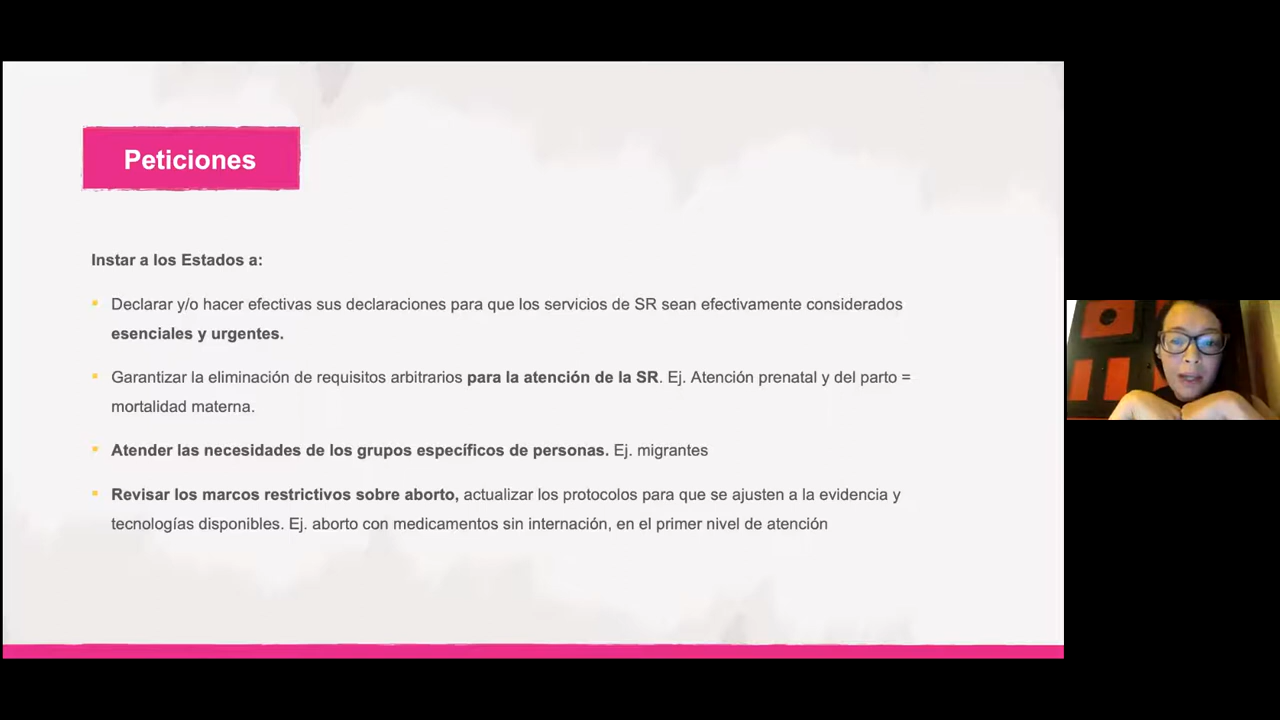 Peticiones
Instar a los Estados a:
Declarar y/o hacer efectivas sus declaraciones para que los servicios de SR sean efectivamente considerados
esenciales y urgentes.
Garantizar la eliminación de requisitos arbitrarios para la atención de la SR. Ej. Atención prenatal y del parto =
mortalidad materna.
Atender las necesidades de los grupos específicos de personas. Ej. migrantes
Revisar los marcos restrictivos sobre aborto, actualizar los protocolos para que se ajusten a la evidencia y
tecnologías disponibles. Ej. aborto con medicamentos sin internación, en el primer nivel de atención